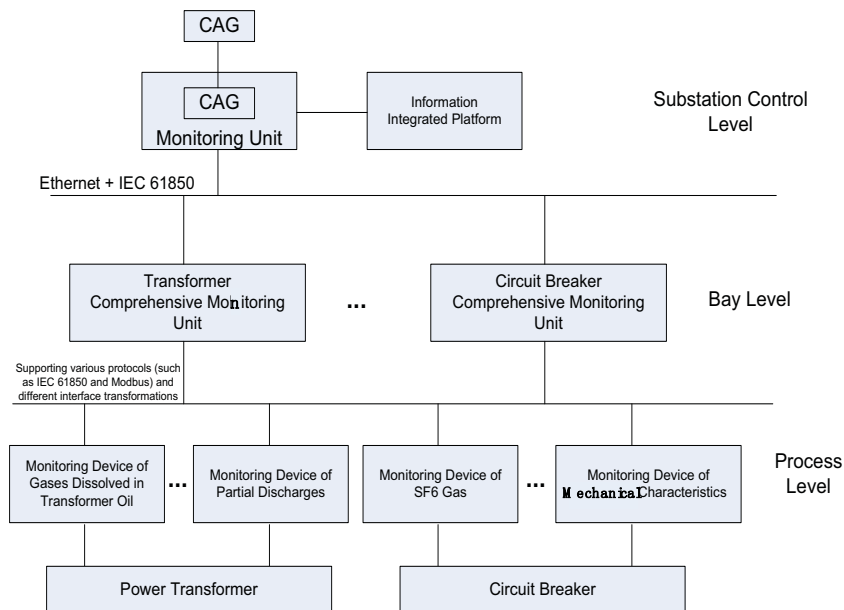 CAG
CAG
Monitoring Unit
Information
Integrated Platform
Substation Control
Level
Ethernet + IEC 61850
Transformer
Comprehensive Monitoring
Unit
...
Circuit Breaker
Comprehensive Monitoring
Unit
Bay Level
Supporting various protocols (such
as IEC 61850 and Modbus) and
different interface transformations
Monitoring Device of
Gases Dissolved in
Transformer Oil
...
Monitoring Device of
Partial Discharges
Monitoring Device of
SF6 Gas
...
Monitoring Device of
Mechanical Characteristics
Process
Level
Power Transformer
Circuit Breaker